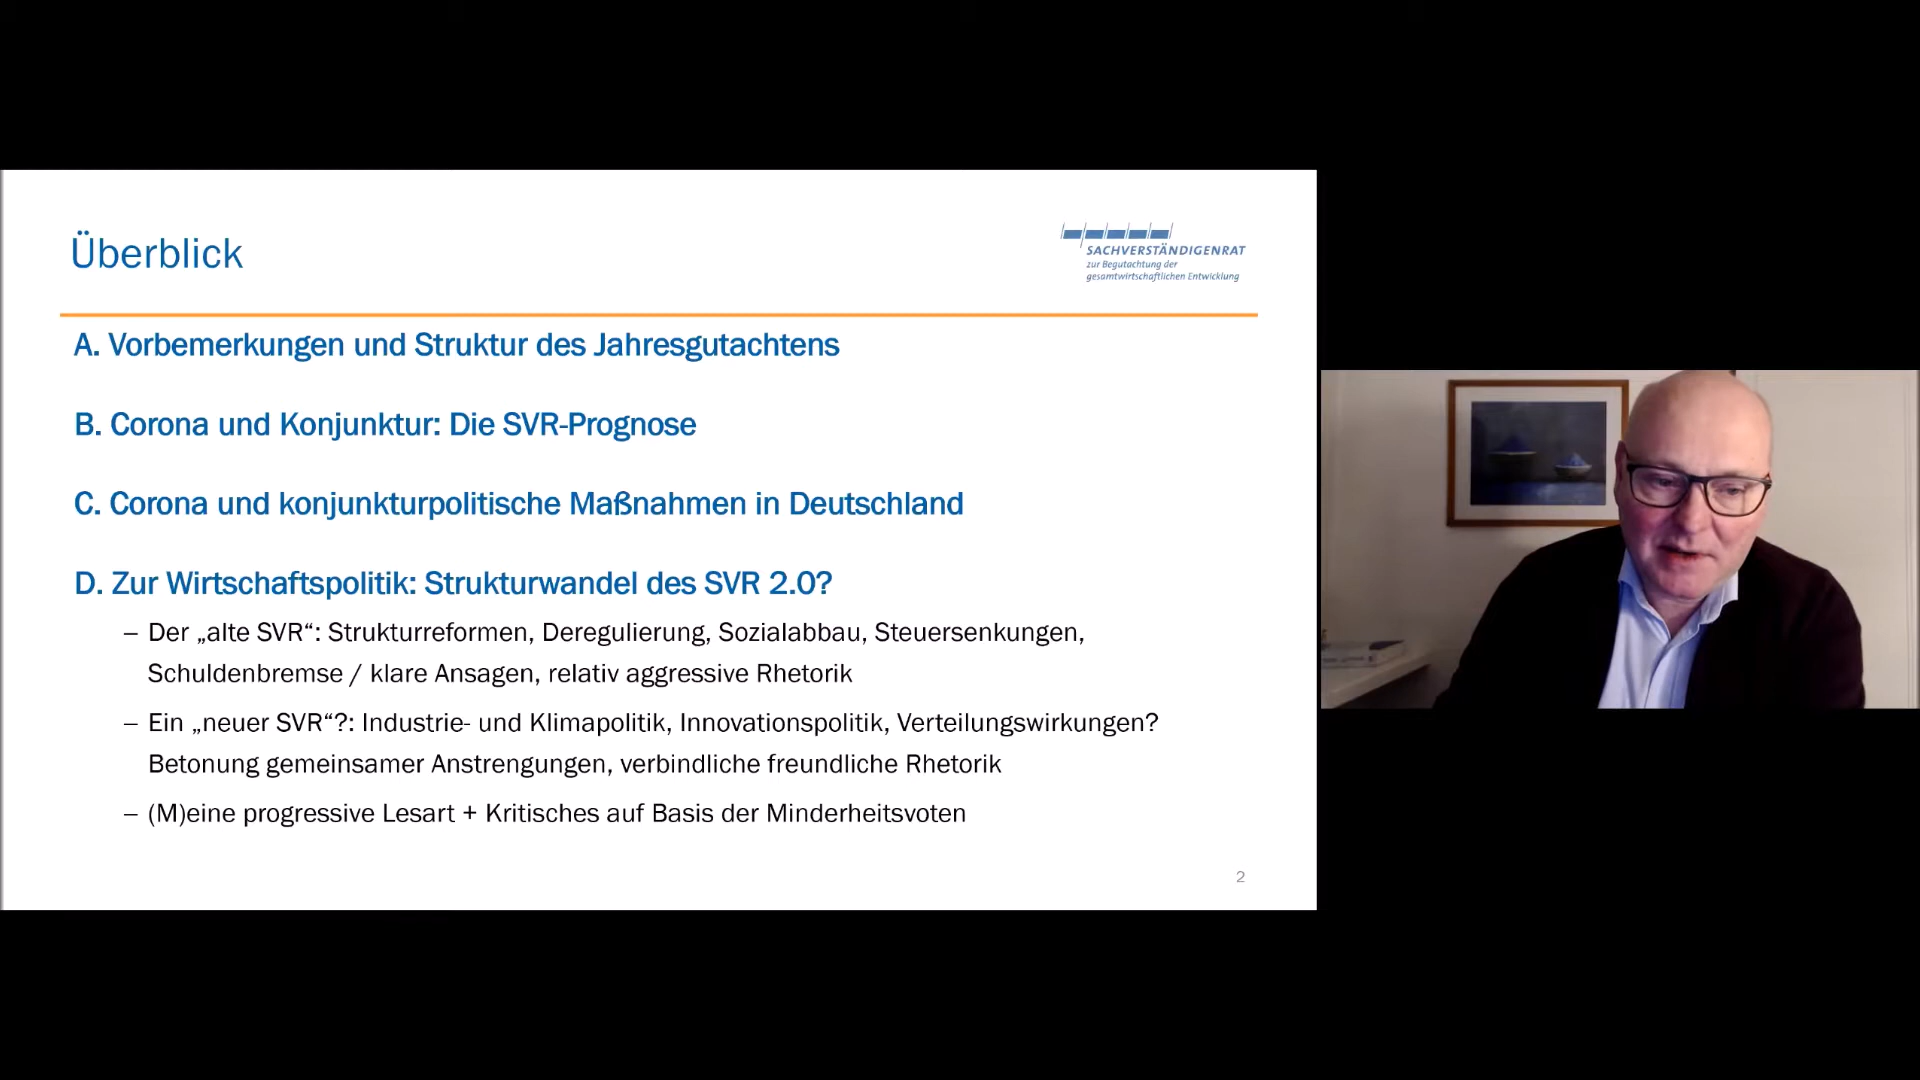 Überblick
SACHVERSTÄNDIGENRAT
zur Begutachtung der
gesamtwirtschaftlichen Entwicklung
A. Vorbemerkungen und Struktur des Jahresgutachtens
B. Corona und Konjunktur: Die SVR-Prognose
C. Corona und konjunkturpolitische Maßnahmen in Deutschland
D. Zur Wirtschaftspolitik: Strukturwandel des SVR 2.0?
– Der „alte SVR“: Strukturreformen, Deregulierung, Sozialabbau, Steuersenkungen,
Schuldenbremse / klare Ansagen, relativ aggressive Rhetorik
– Ein „neuer SVR“?: Industrie- und Klimapolitik, Innovationspolitik, Verteilungswirkungen?
Betonung gemeinsamer Anstrengungen, verbindliche freundliche Rhetorik
– (M)eine progressive Lesart + Kritisches auf Basis der Minderheitsvoten
2